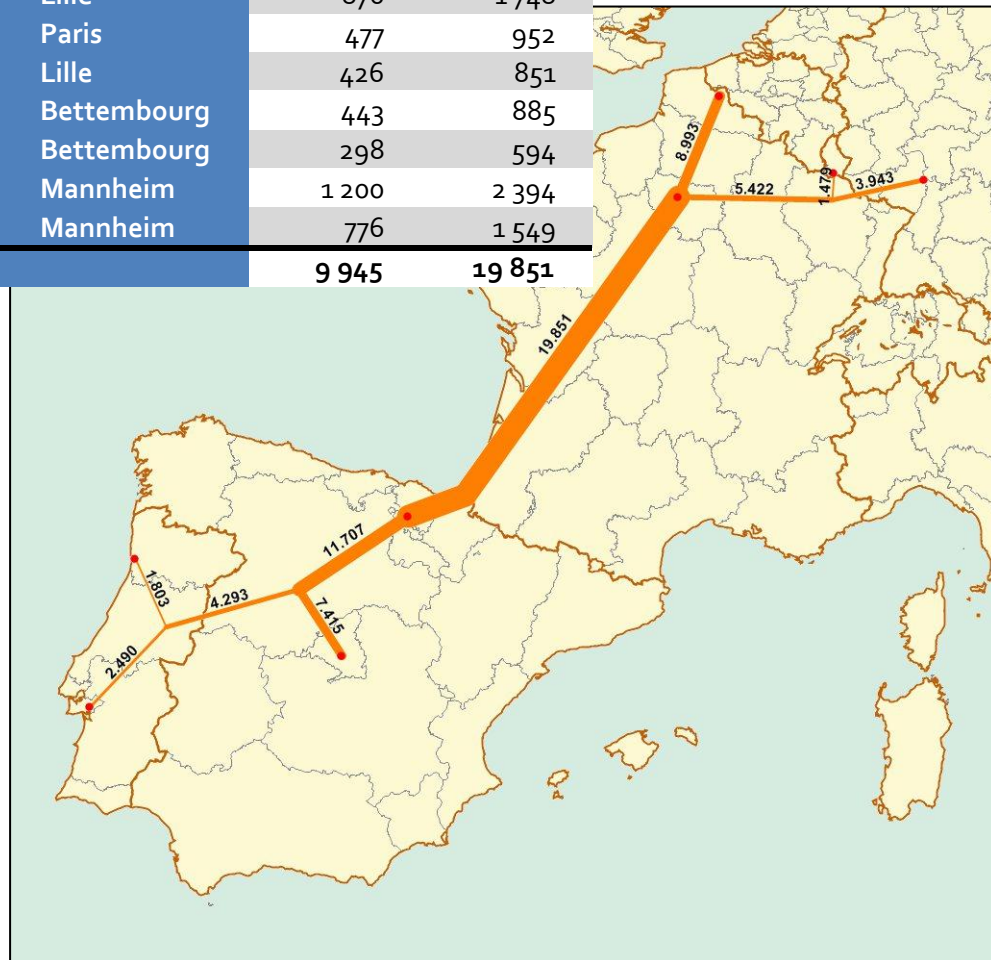 Lille
Paris 477 952
Lille 426 851
Bettembourg 443 885
Bettembourg 298 594
Mannheim 1 200 2 394
Mannheim 776 1 549
9 945 19 851
8.993
5.422
1.479
3.943
19.851
11.707
7.415
4.293
1.803
2.490